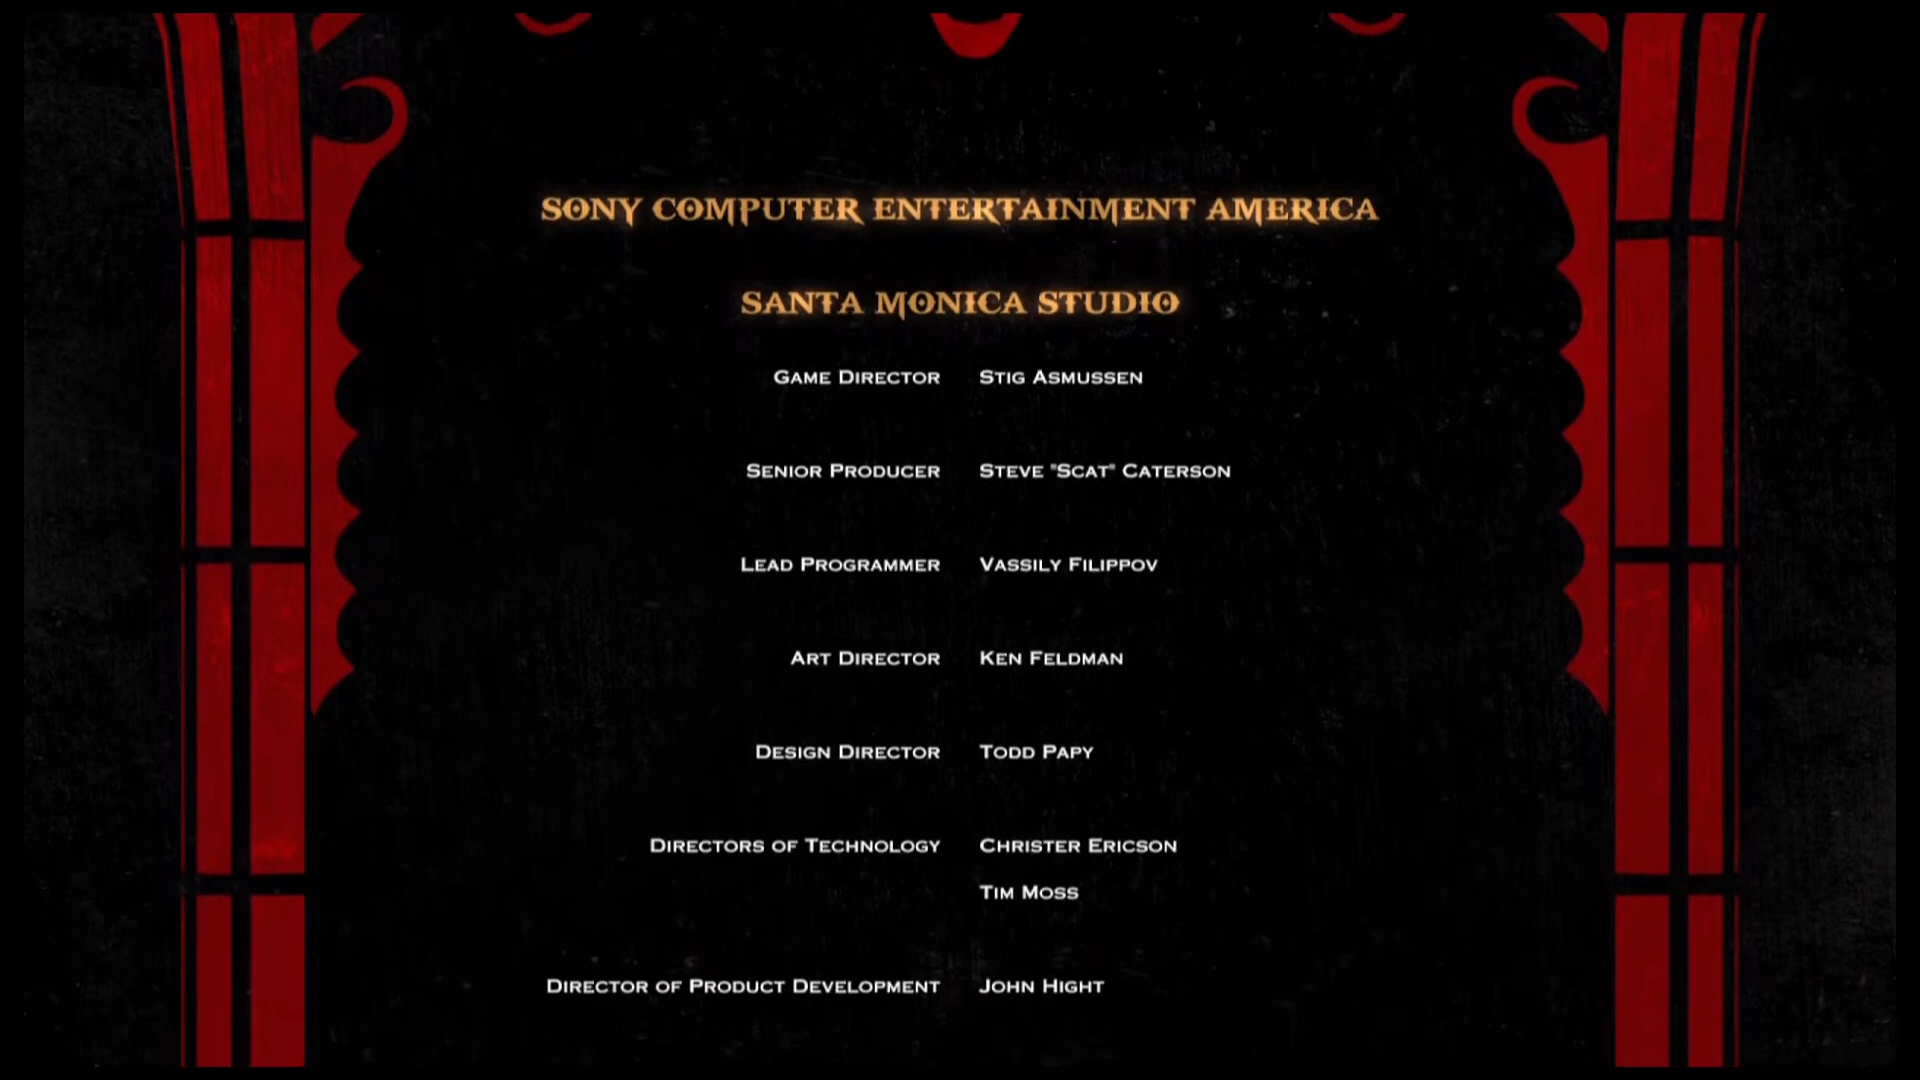 SONY COMPUTER ENTERTAINMENT AMERICA
SANTA MONICA STUDIO
GAME DIRECTOR STIG ASMUSSEN
SENIOR PRODUCER STEVE "SCAT" CATERSON
LEAD PROGRAMMER VASSILY FILIPPOV
ART DIRECTOR KEN FELDMAN
DESIGN DIRECTOR TODD PAPY
DIRECTORS OF TECHNOLOGY CHRISTER ERICSON
TIM MOSS
DIRECTOR OF PRODUCT DEVELOPMENT JOHN HIGHT